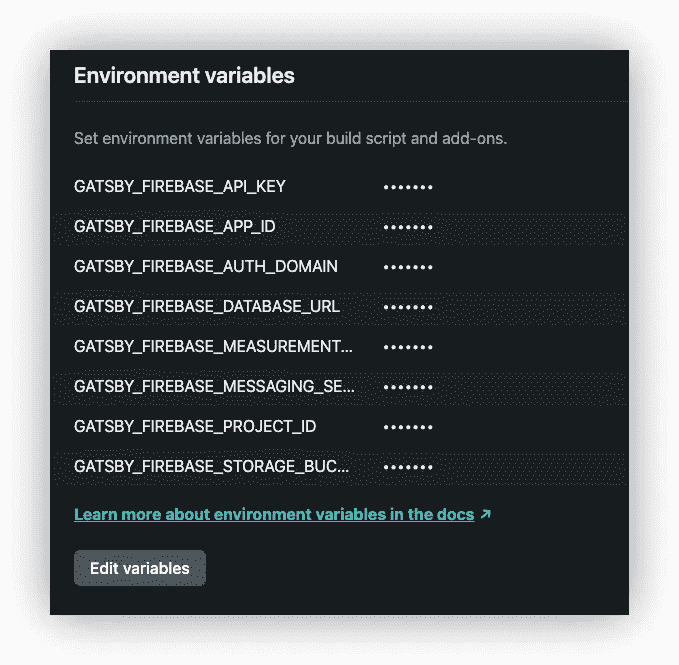 Environment variables
Set environment variables for your build script and add-ons.
GATSBY_FIREBASE_API_KEY •••••••
GATSBY_FIREBASE_APP_ID •••••••
GATSBY_FIREBASE_AUTH_DOMAIN •••••••
GATSBY_FIREBASE_DATABASE_URL •••••••
GATSBY_FIREBASE_MEASUREMENT... •••••••
GATSBY_FIREBASE_MESSAGING_SE... •••••••
GATSBY_FIREBASE_PROJECT_ID •••••••
GATSBY_FIREBASE_STORAGE_BUC... •••••••
Learn more about environment variables in the docs ↗
Edit variables